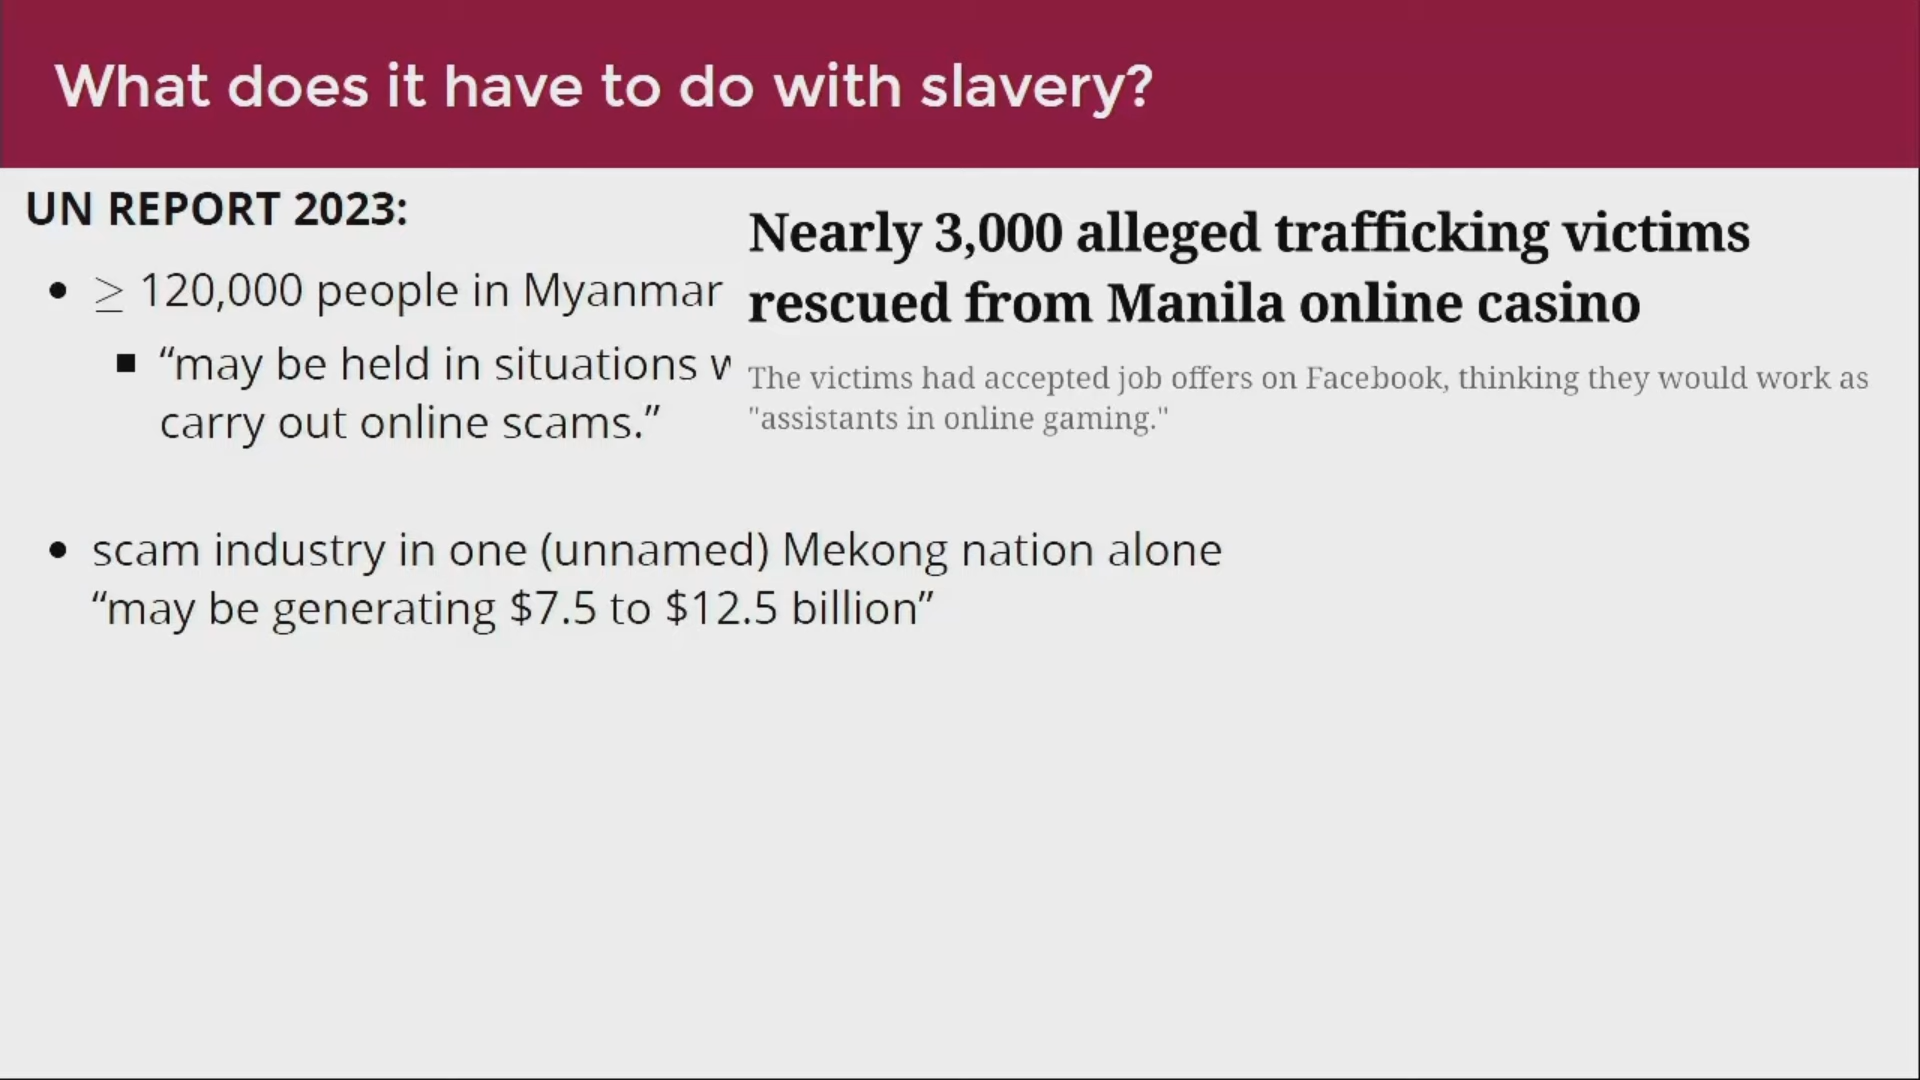 What does it have to do with slavery?
UN REPORT 2023:
• ≥ 120,000 people in Myanmar
▪ “may be held in situations
carry out online scams.”
Nearly 3,000 alleged trafficking victims
rescued from Manila online casino
The victims had accepted job offers on Facebook, thinking they would work as
"assistants in online gaming."
• scam industry in one (unnamed) Mekong nation alone
“may be generating $7.5 to $12.5 billion”